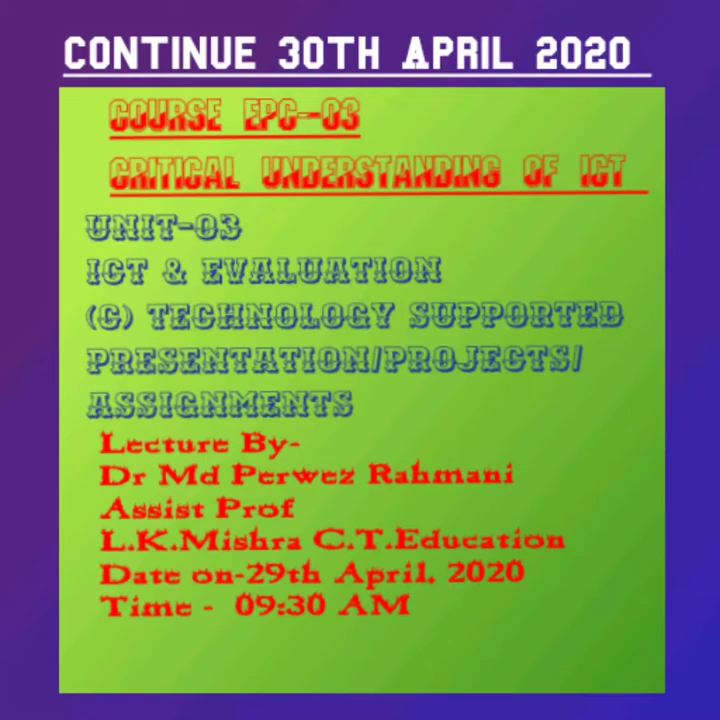 CONTINUE 30TH APRIL 2020
COURSE EPC-03
CRITICAL UNDERSTANDING OF ICT
UNIT-03
ICT & EVALUATION
(C) TECHNOLOGY SUPPORTED
PRESENTATION/PROJECTS/
ASSIGNMENTS
Lecture By-
Dr Md Perwez Rahmani
Assist Prof
L.K.Mishra C.T.Education
Date on-29th April, 2020
Time - 09:30 AM